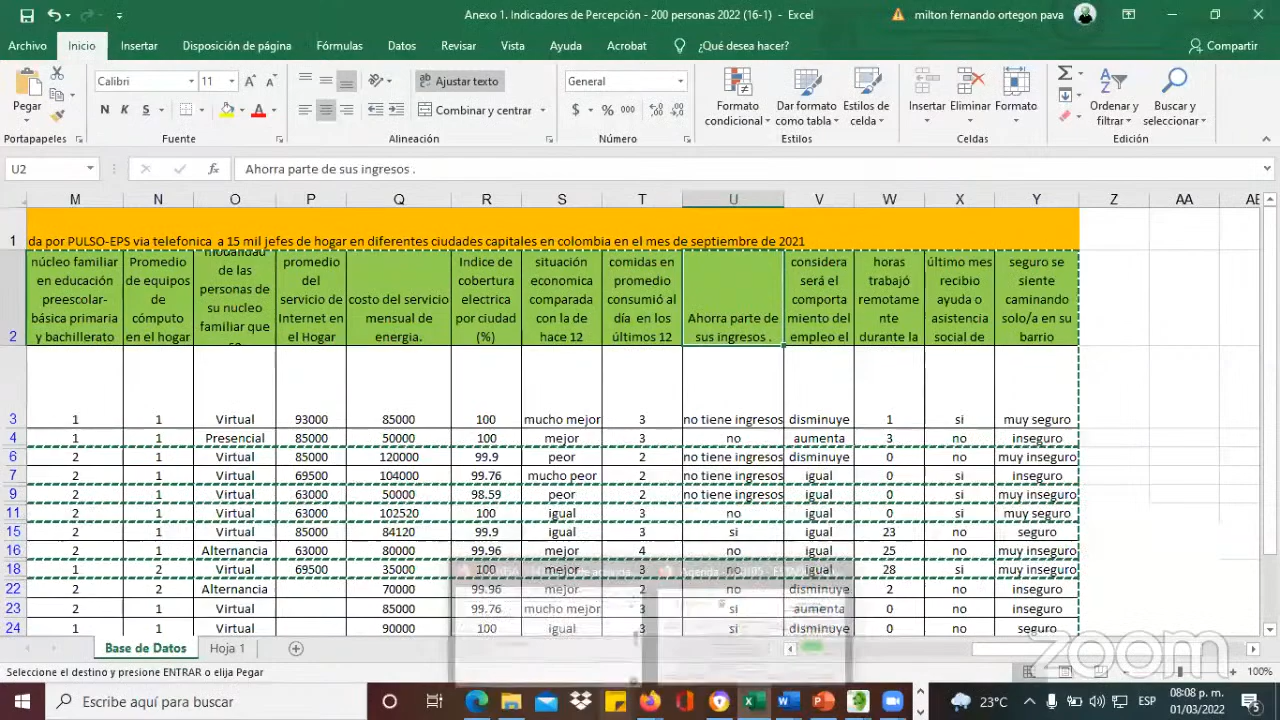 Anexo 1. Indicadores de Percepción - 200 personas 2022 (16-1) - Excel
milton fernando ortegon pava
Archivo Inicio Insertar Disposición de página Fórmulas Datos Revisar Vista Ayuda Acrobat ¿Qué desea hacer? Compartir
Pegar
Calibri 11
Ajustar texto
General
N K S
Combinar y centrar
$ % 000
Formato condicional
Dar formato como tabla
Estilos de celda
Insertar Eliminar Formato
Ordenar y filtrar
Buscar y seleccionar
Portapapeles Fuente Alineación Número Estilos Celdas Edición
U2 fx Ahorra parte de sus ingresos .
M N O P Q R S T U V W X Y Z AA
1 da por PULSO-EPS via telefonica a 15 mil jefes de hogar en diferentes ciudades capitales en colombia en el mes de septiembre de 2021
2
núcleo familiar en educación preescolar- básica primaria y bachillerato
Promedio de equipos de cómputo en el hogar
modalidad de las personas de su nucleo familiar que
promedio del servicio de Internet en el Hogar
costo del servicio mensual de energia.
Indice de cobertura electrica por ciudad (%)
situación economica comparada con la de hace 12
comidas en promedio consumió al día en los últimos 12
Ahorra parte de sus ingresos .
considera será el comporta miento del empleo el
horas trabajó remotame nte durante la
último mes recibio ayuda o asistencia social de
seguro se siente caminando solo/a en su barrio
3 1 1 Virtual 93000 85000 100 mucho mejor 3 no tiene ingresos disminuye 1 si muy seguro
4 1 1 Presencial 85000 50000 100 mejor 3 no aumenta 3 no inseguro
6 2 1 Virtual 85000 120000 99.9 peor 2 no tiene ingresos disminuye 0 si muy inseguro
7 2 1 Virtual 69500 104000 99.76 mucho peor 2 no tiene ingresos igual 0 si inseguro
9 2 1 Virtual 63000 50000 98.59 peor 2 no tiene ingresos igual 0 si muy inseguro
11 2 1 Virtual 63000 102520 100 igual 3 no igual 0 si muy seguro
15 2 1 Virtual 85000 84120 99.9 igual 3 si igual 23 no seguro
16 2 1 Alternancia 63000 80000 99.96 mejor 4 no igual 25 no muy inseguro
18 1 2 Virtual 69500 35000 100 mejor 3 no igual 28 si muy inseguro
22 2 2 Alternancia 70000 99.96 mejor 2 no disminuye 2 no inseguro
23 2 1 Virtual 85000 99.76 mucho mejor 3 si aumenta 0 no inseguro
24 1 1 Virtual 90000 100 igual 3 si disminuye 0 no seguro
Base de Datos Hoja 1
zoom
Seleccione el destino y presione ENTRAR o elija Pegar
100%
Escribe aquí para buscar
23°C
ESP
08:08 p. m.
01/03/2022
5